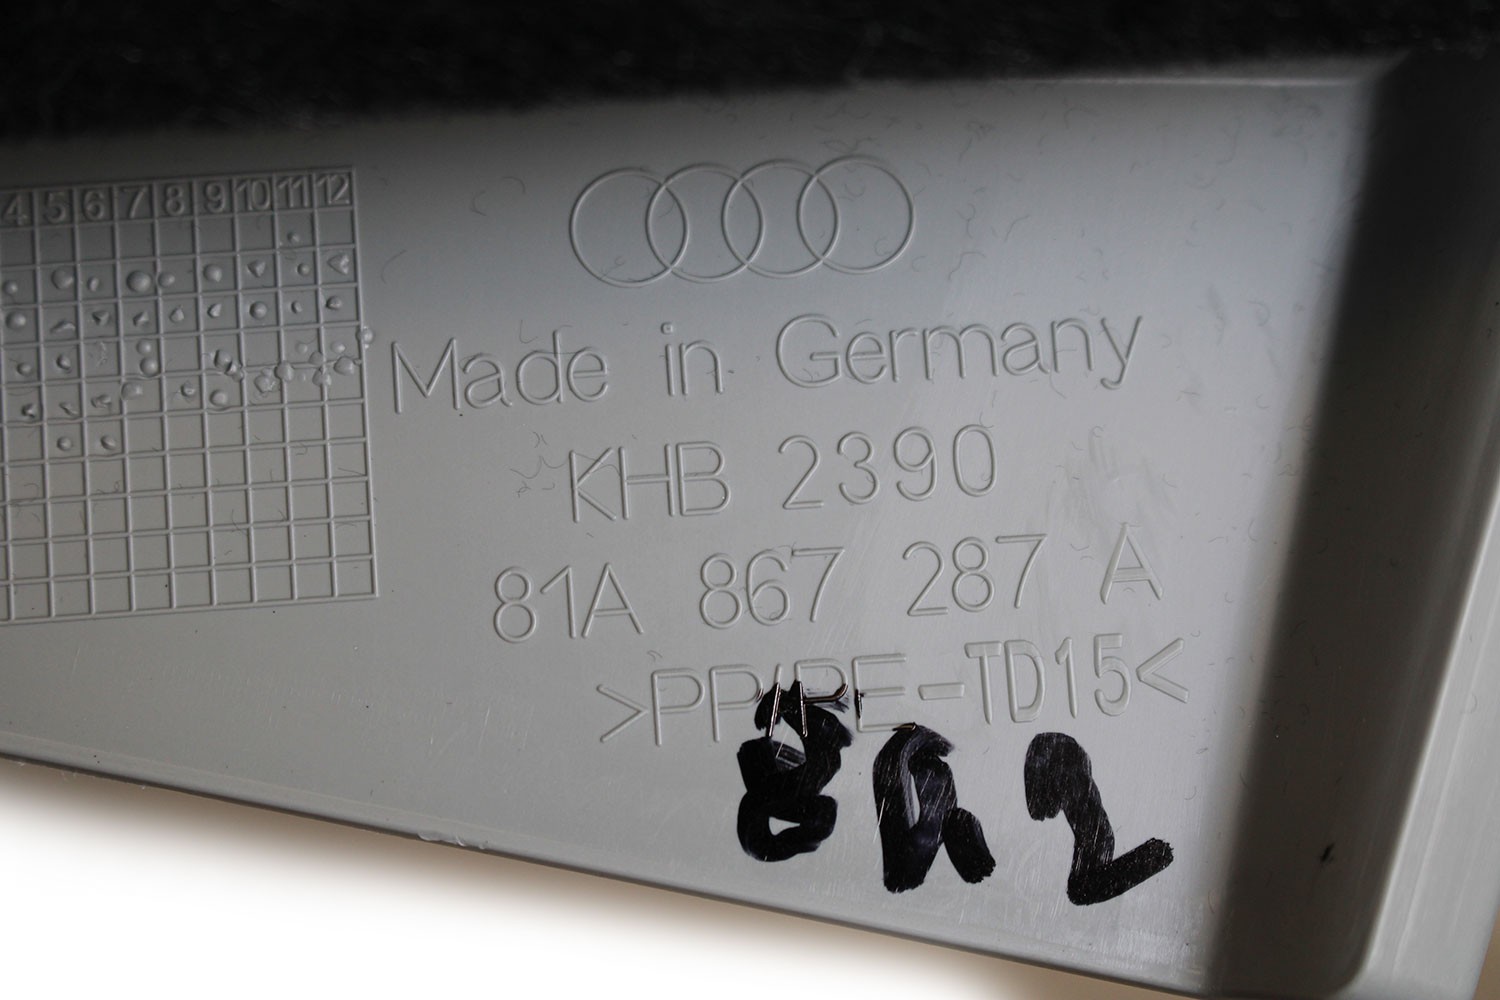 4 5 6 7 8 9 10 11 12
Made in Germany
KHB 2390
81A 867 287 A
>PP/PE-TD15<